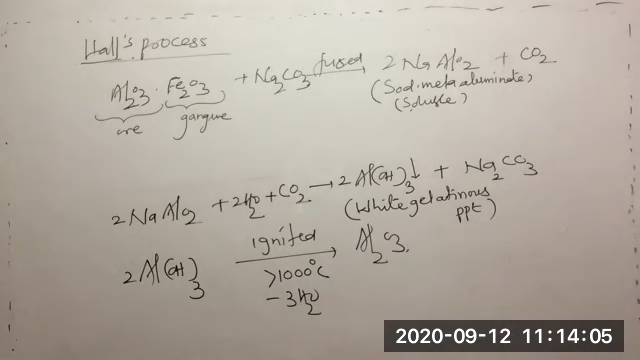 Hall's process
Al2O3 . Fe2O3 + Na2CO3 fused → 2 NaAlO2 + CO2
ore gangue (Sod. meta aluminate)
(Soluble)
2 NaAlO2 + 2H2O + CO2 → 2 Al(OH)3 ↓ + Na2CO3
(White gelatinous
ppt)
2 Al(OH)3 ignited → Al2O3.
>1000°C
- 3H2O
2020-09-12 11:14:05